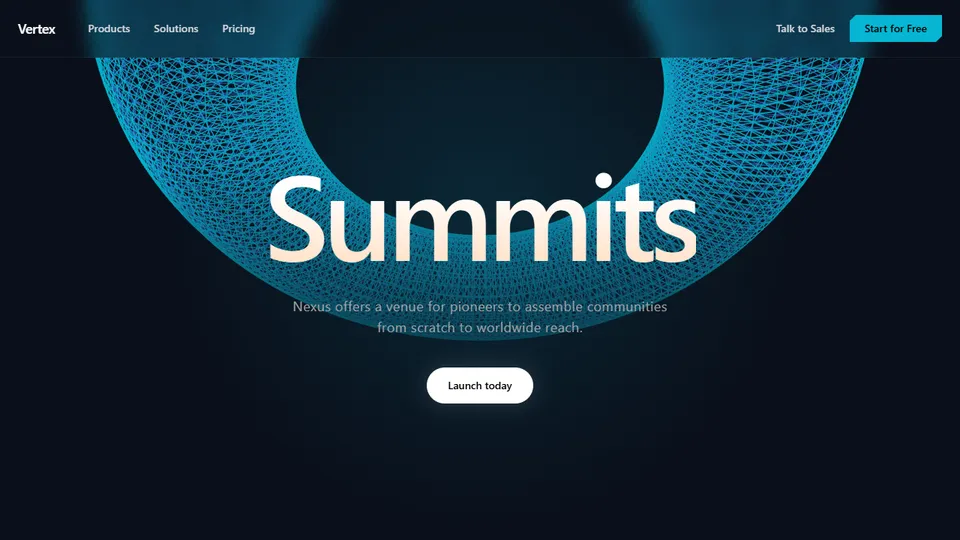 Vertex
Products
Solutions
Pricing
Talk to Sales
Start for Free
Summits
Nexus offers a venue for pioneers to assemble communities
from scratch to worldwide reach.
Launch today